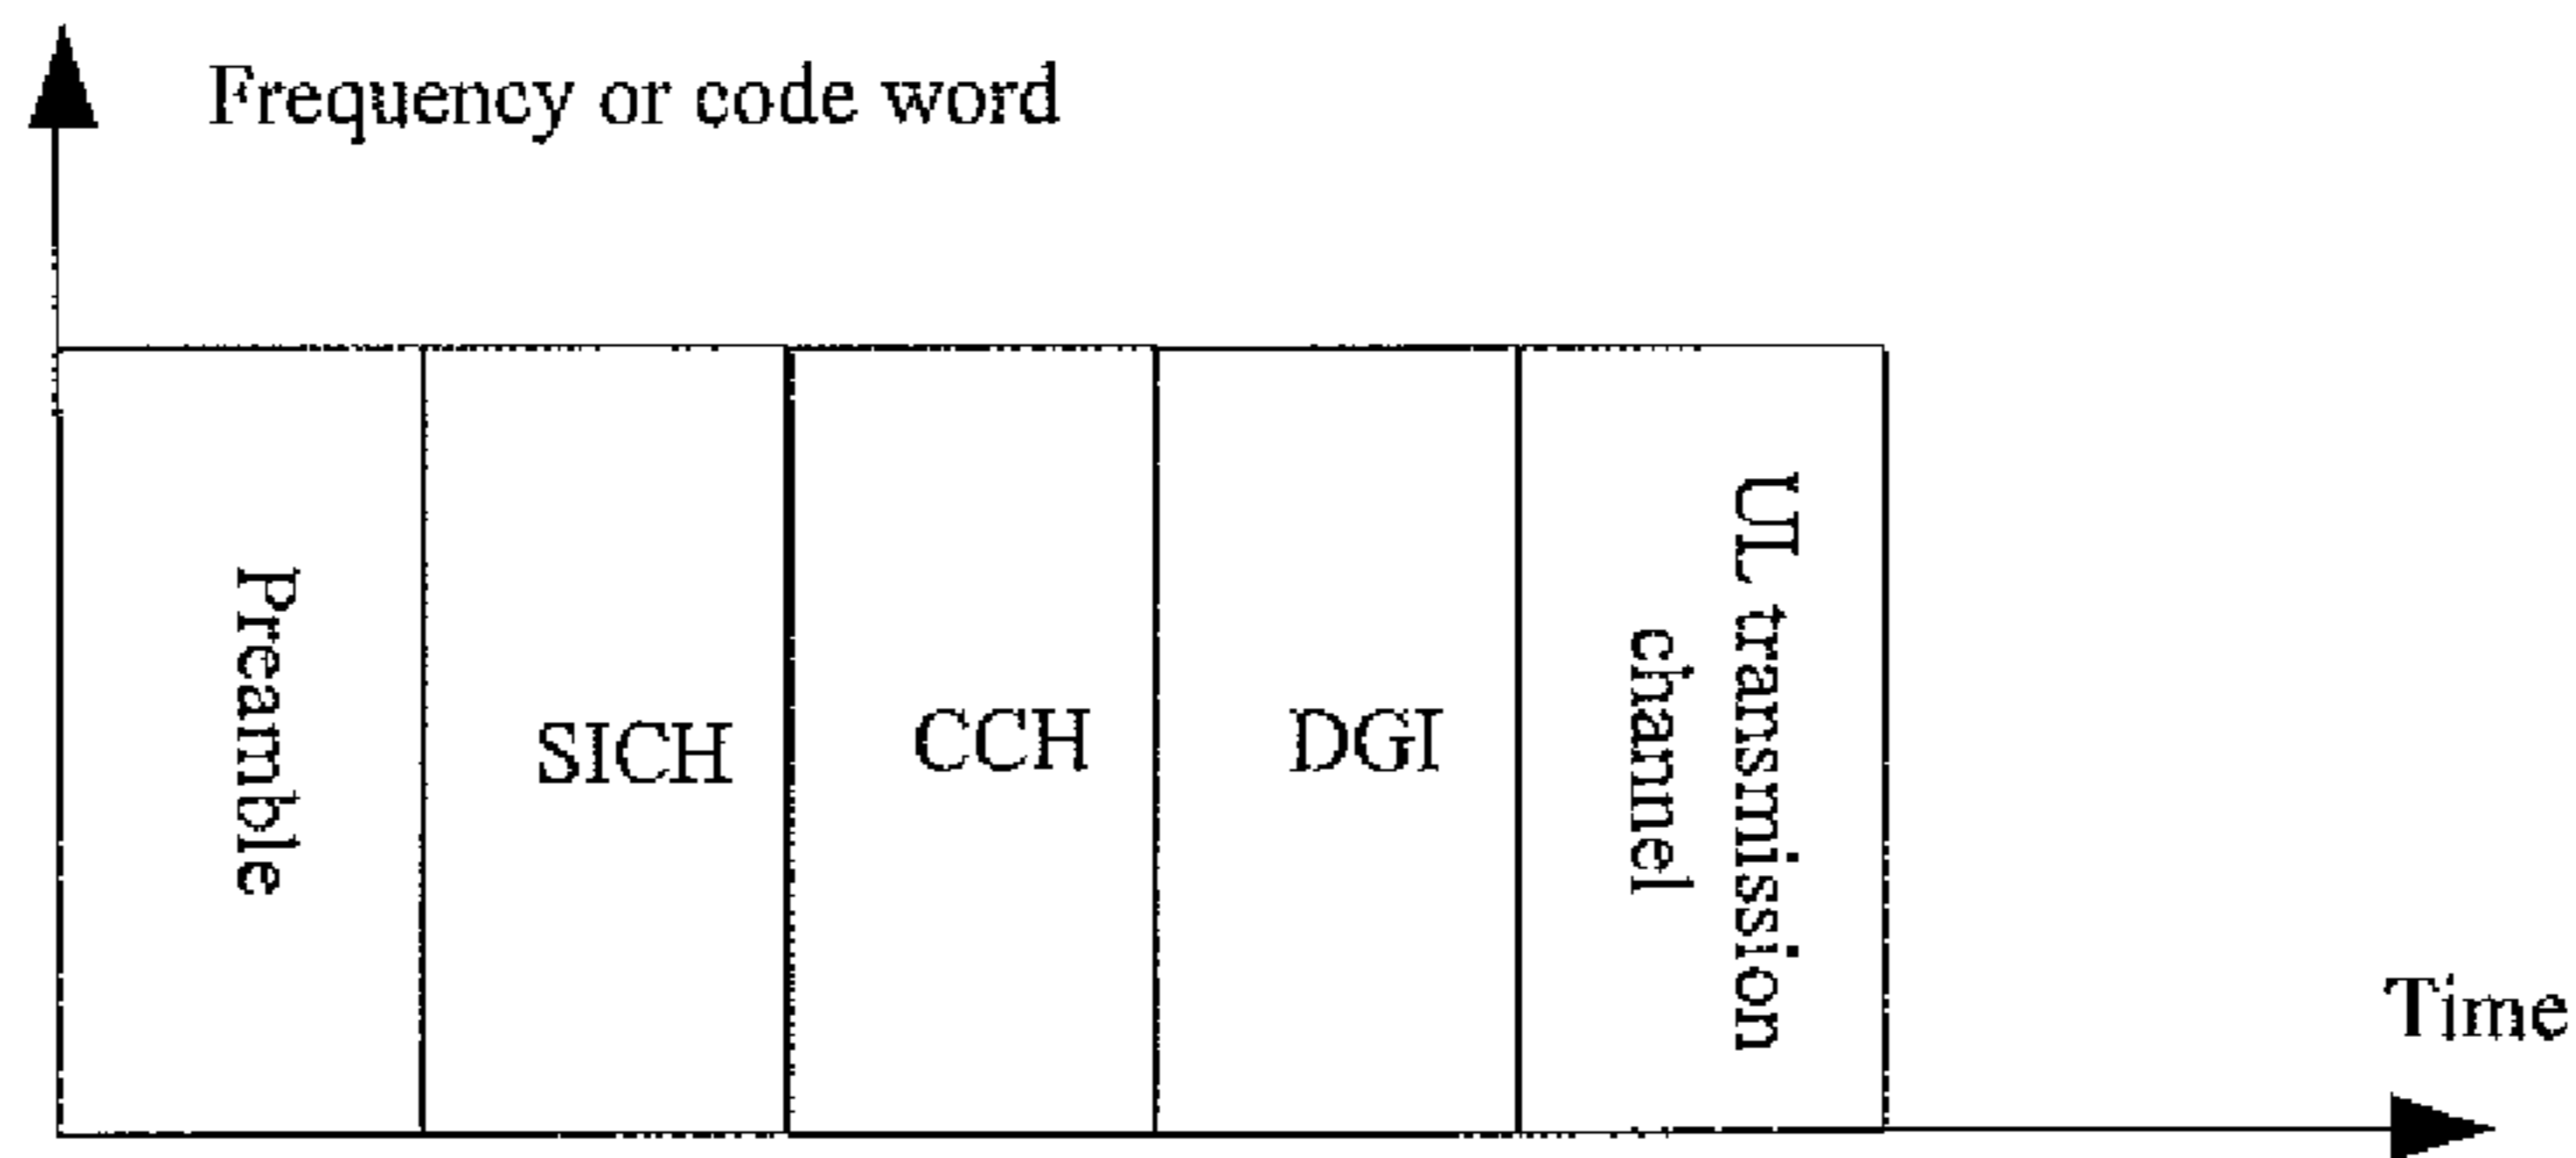 Frequency or code word
Preamble
SICH
CCH
DGI
UL transmission
channel
Time